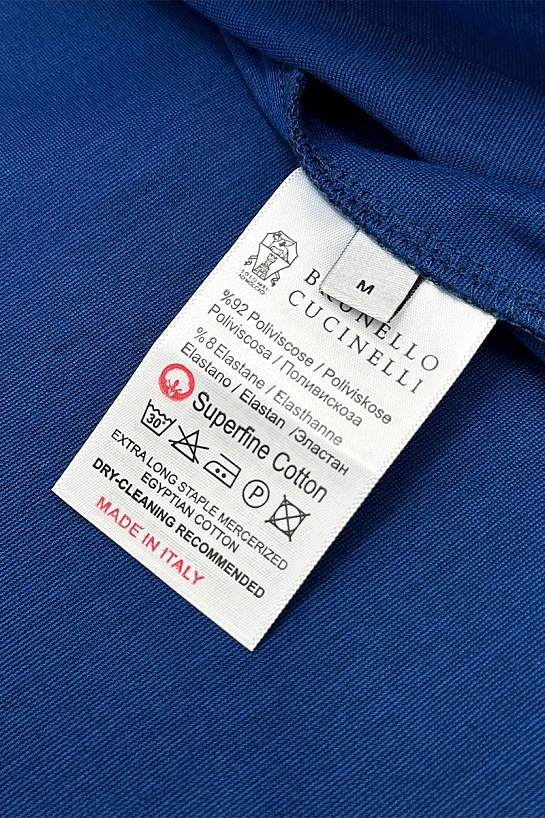 M
BRUNELLO
CUCINELLI
%92 Poliviscose / Poliviskose
Poliviscosa / Поливискоза
%8 Elastane / Elasthanne
Elastano / Elastan /Эластан
Superfine Cotton
30°
P
EXTRA LONG STAPLE MERCERIZED
EGYPTIAN COTTON
DRY-CLEANING RECOMMENDED
MADE IN ITALY